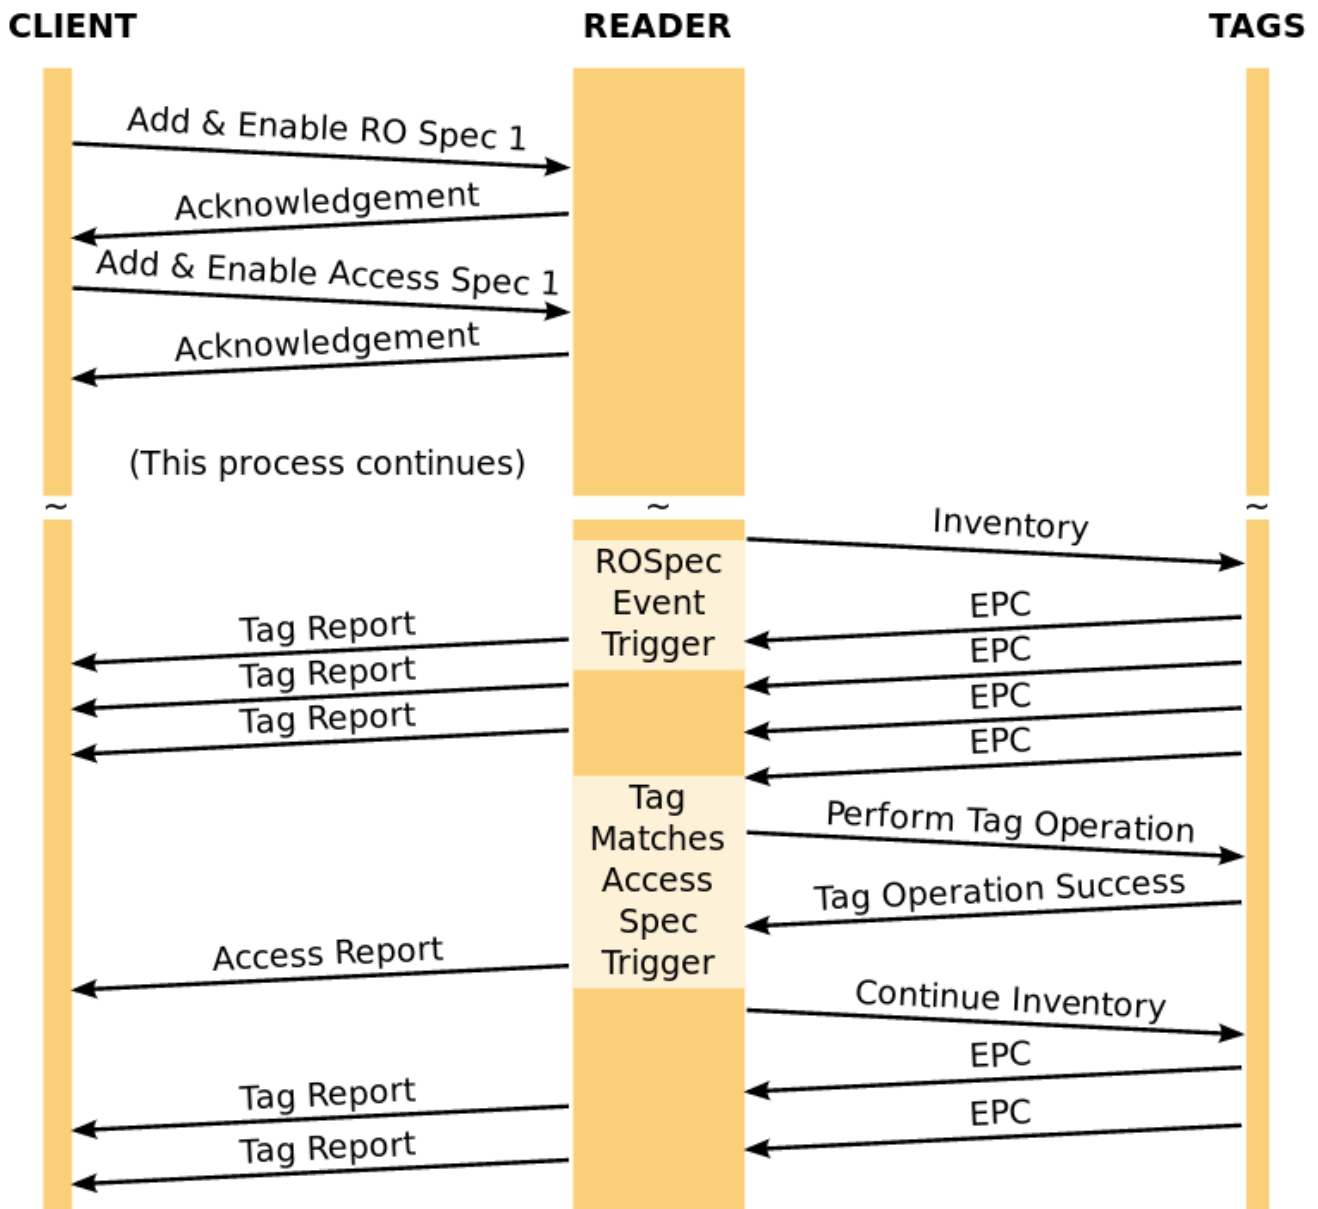 CLIENT READER TAGS
Add & Enable RO Spec 1
Acknowledgement
Add & Enable Access Spec 1
Acknowledgement
(This process continues)
~ ~ ~
Inventory
ROSpec
Event
Trigger
EPC
Tag Report
EPC
Tag Report
EPC
Tag Report
EPC
Tag
Matches
Access
Spec
Trigger
Perform Tag Operation
Tag Operation Success
Access Report
Continue Inventory
EPC
Tag Report
EPC
Tag Report